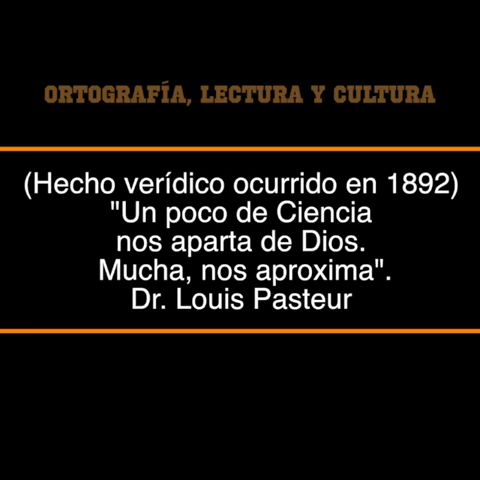 ORTOGRAFÍA, LECTURA Y CULTURA
(Hecho verídico ocurrido en 1892)
"Un poco de Ciencia
nos aparta de Dios.
Mucha, nos aproxima".
Dr. Louis Pasteur